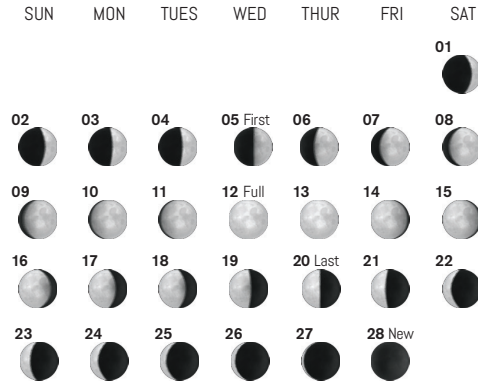 SUN MON TUES WED THUR FRI SAT
01
02 03 04 05 First 06 07 08
09 10 11 12 Full 13 14 15
16 17 18 19 20 Last 21 22
23 24 25 26 27 28 New